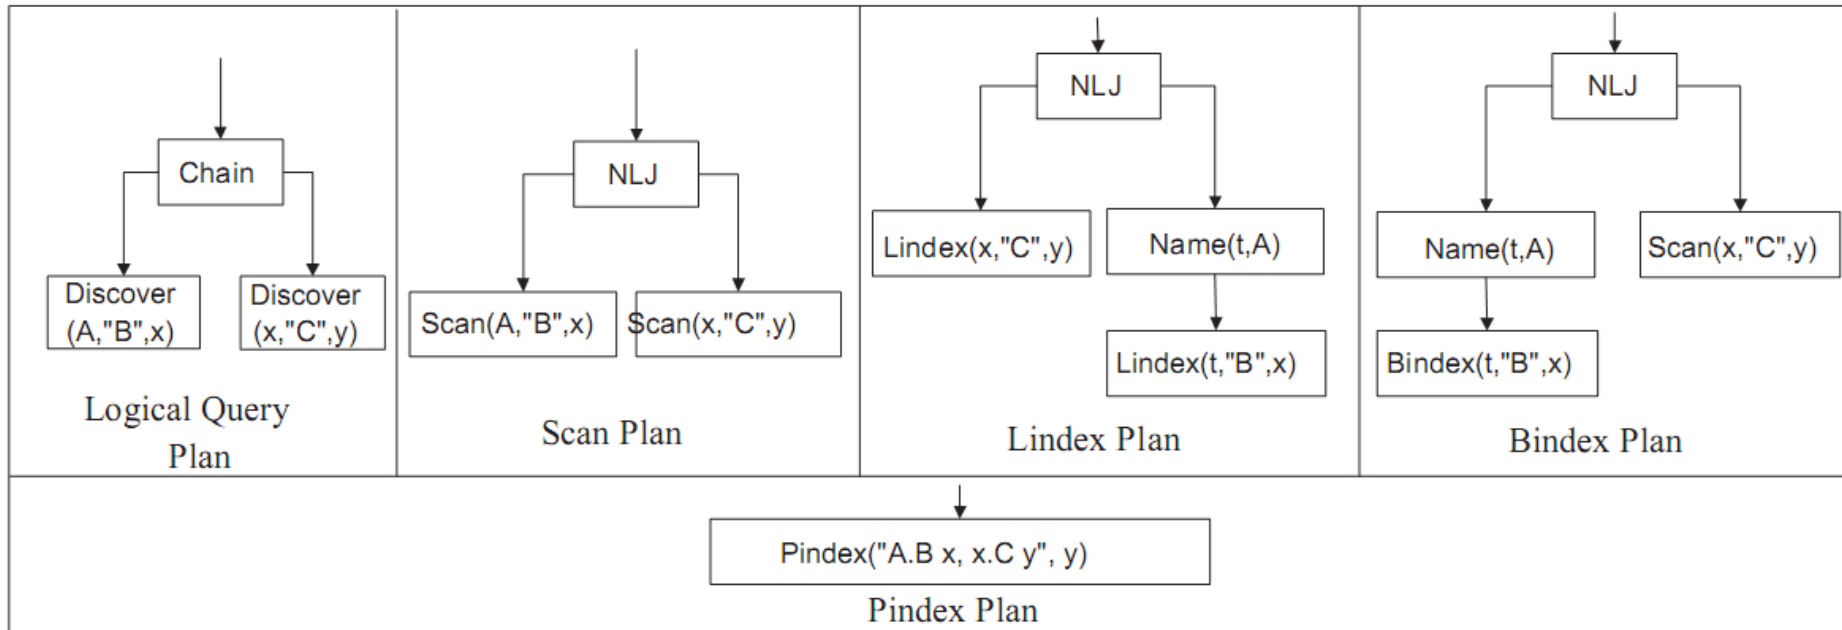 Chain
Discover
(A,"B",x)
Discover
(x,"C",y)
Logical Query
Plan
NLJ
Scan(A,"B",x)
Scan(x,"C",y)
Scan Plan
NLJ
Lindex(x,"C",y)
Name(t,A)
Lindex(t,"B",x)
Lindex Plan
NLJ
Name(t,A)
Scan(x,"C",y)
Bindex(t,"B",x)
Bindex Plan
Pindex("A.B x, x.C y", y)
Pindex Plan